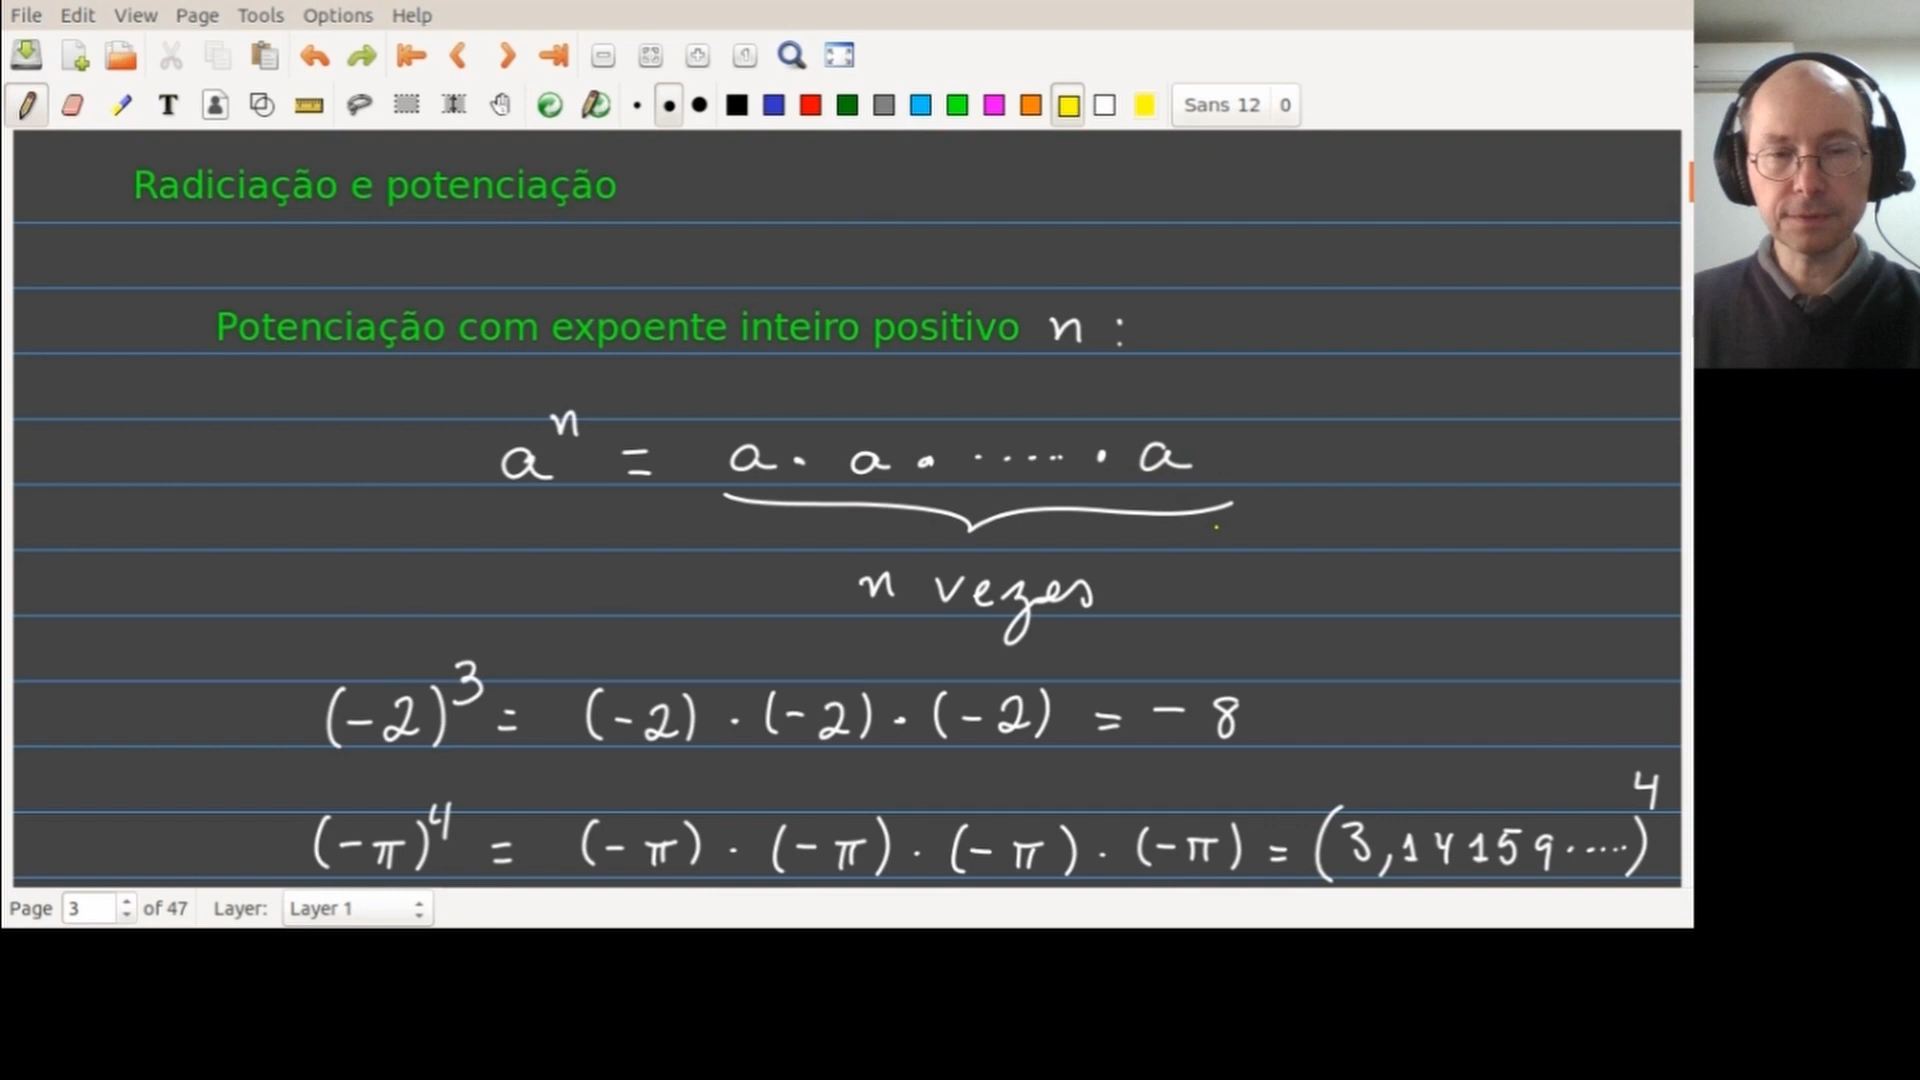 File Edit View Page Tools Options Help
T Sans 12 0
Radiciação e potenciação
Potenciação com expoente inteiro positivo n :
aⁿ = a . a . ...... . a
n vezes
(-2)³ = (-2) . (-2) . (-2) = - 8
(-π)⁴ = (-π) . (-π) . (-π) . (-π) = (3,14159.....)⁴
Page 3 of 47 Layer: Layer 1